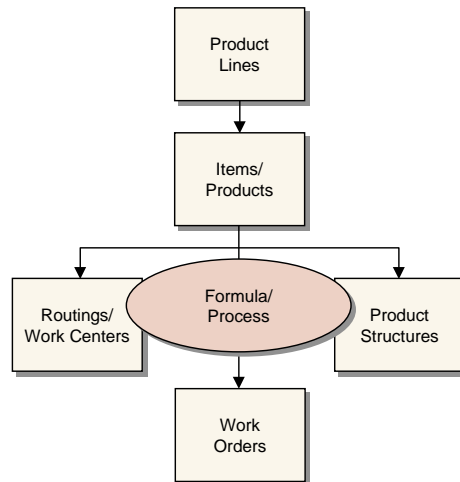 Product
Lines
Items/
Products
Routings/
Work Centers
Formula/
Process
Product
Structures
Work
Orders